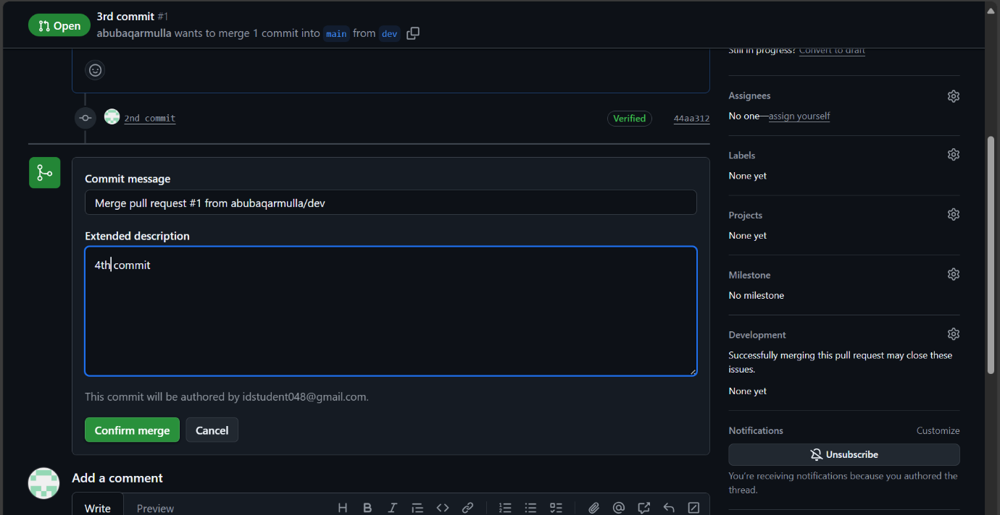 Open
3rd commit #1
abubaqarmulla wants to merge 1 commit into main from dev
Still in progress? Convert to draft
2nd commit
Verified
44aa312
Commit message
Merge pull request #1 from abubaqarmulla/dev
Extended description
4th commit
This commit will be authored by idstudent048@gmail.com.
Confirm merge
Cancel
Add a comment
Write
Preview
Assignees
No one—assign yourself
Labels
None yet
Projects
None yet
Milestone
No milestone
Development
Successfully merging this pull request may close these
issues.
None yet
Notifications
Customize
Unsubscribe
You're receiving notifications because you authored the
thread.